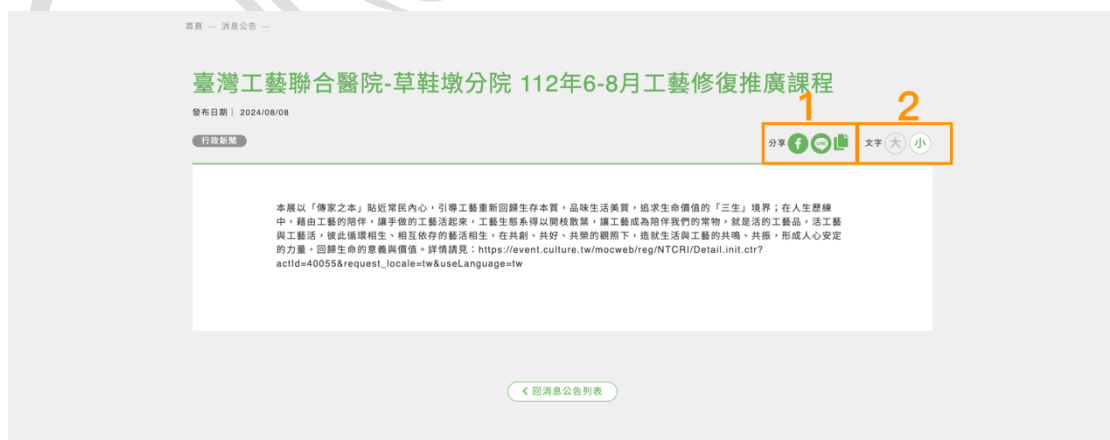 首頁 — 消息公告 —
臺灣工藝聯合醫院-草鞋墩分院 112年6-8月工藝修復推廣課程
發布日期｜ 2024/08/08
1
2
行政新聞
分享 f LINE 文字 大 小
本展以「傳家之本」貼近常民內心，引導工藝重新回歸生存本質，品味生活美質，追求生命價值的「三生」境界；在人生歷練
中，藉由工藝的陪伴，讓手做的工藝活起來，工藝生態系得以開枝散葉，讓工藝成為陪伴我們的常物，就是活的工藝品，活工藝
與工藝活，彼此循環相生、相互依存的藝活相生，在共創、共好、共榮的觀照下，造就生活與工藝的共鳴、共振，形成人心安定
的力量，回歸生命的意義與價值。詳情請見：https://event.culture.tw/mocweb/reg/NTCRI/Detail.init.ctr?
actId=40055&request_locale=tw&useLanguage=tw
回消息公告列表